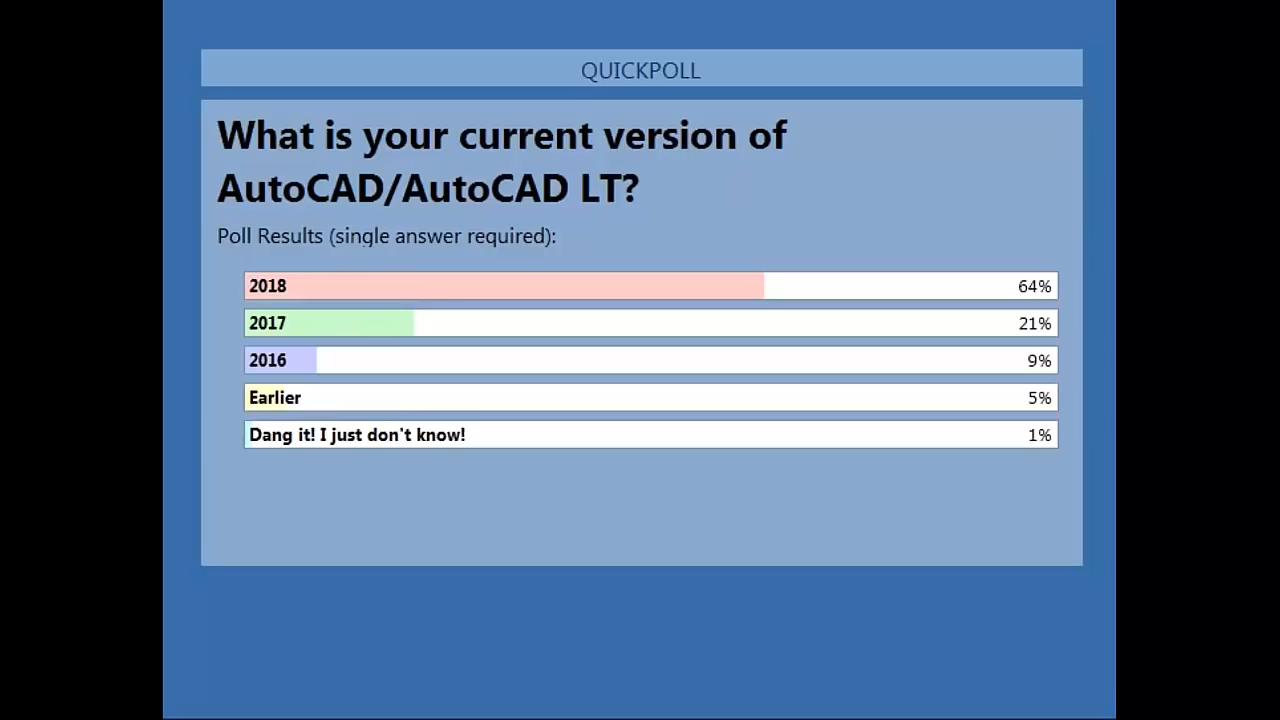 QUICKPOLL
What is your current version of
AutoCAD/AutoCAD LT?
Poll Results (single answer required):
2018 64%
2017 21%
2016 9%
Earlier 5%
Dang it! I just don't know! 1%